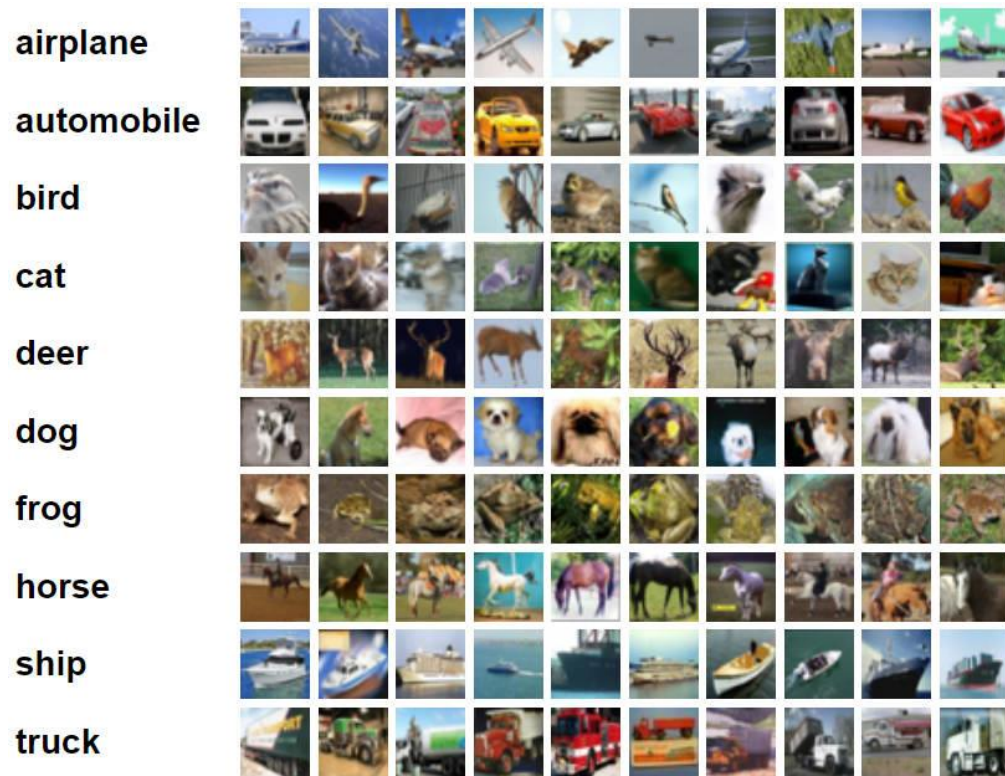 airplane
automobile
bird
cat
deer
dog
frog
horse
ship
truck